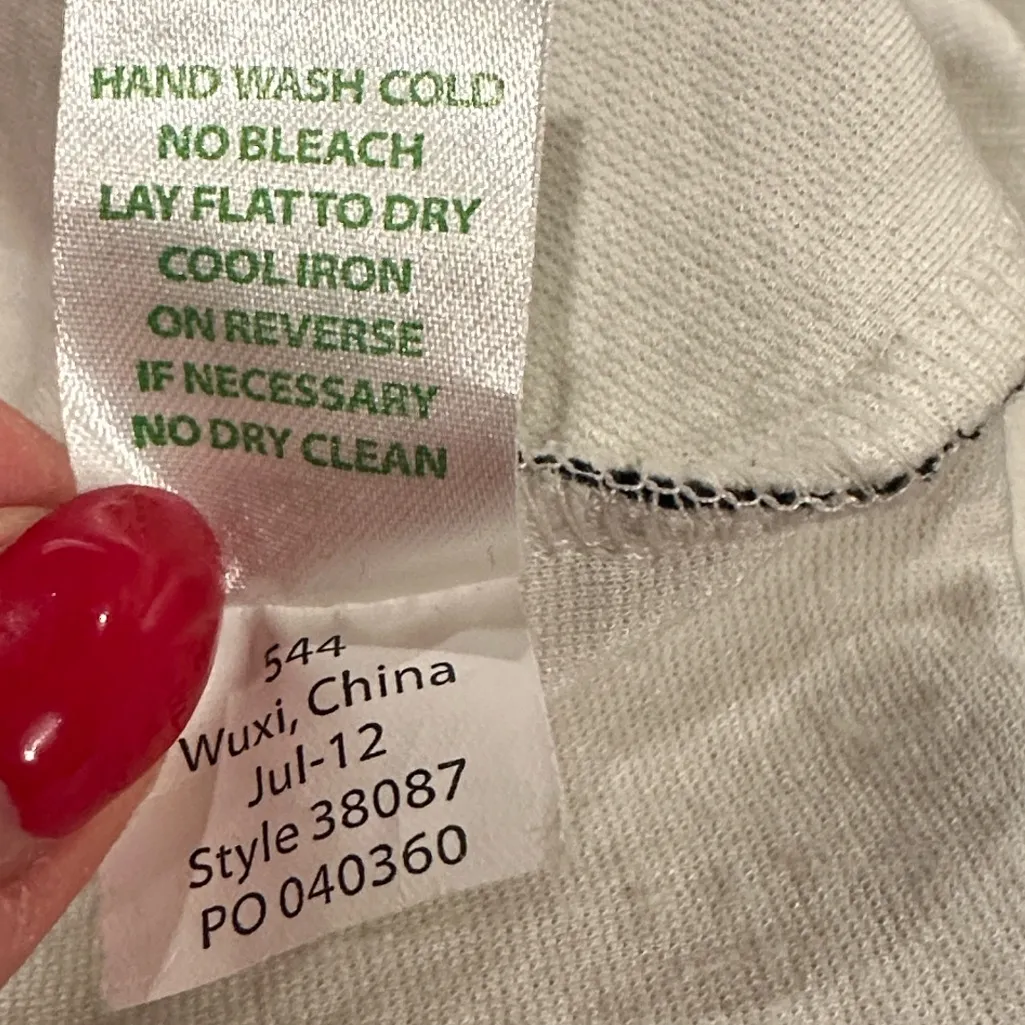 HAND WASH COLD
NO BLEACH
LAY FLAT TO DRY
COOL IRON
ON REVERSE
IF NECESSARY
NO DRY CLEAN
544
Wuxi, China
Jul-12
Style 38087
PO 040360